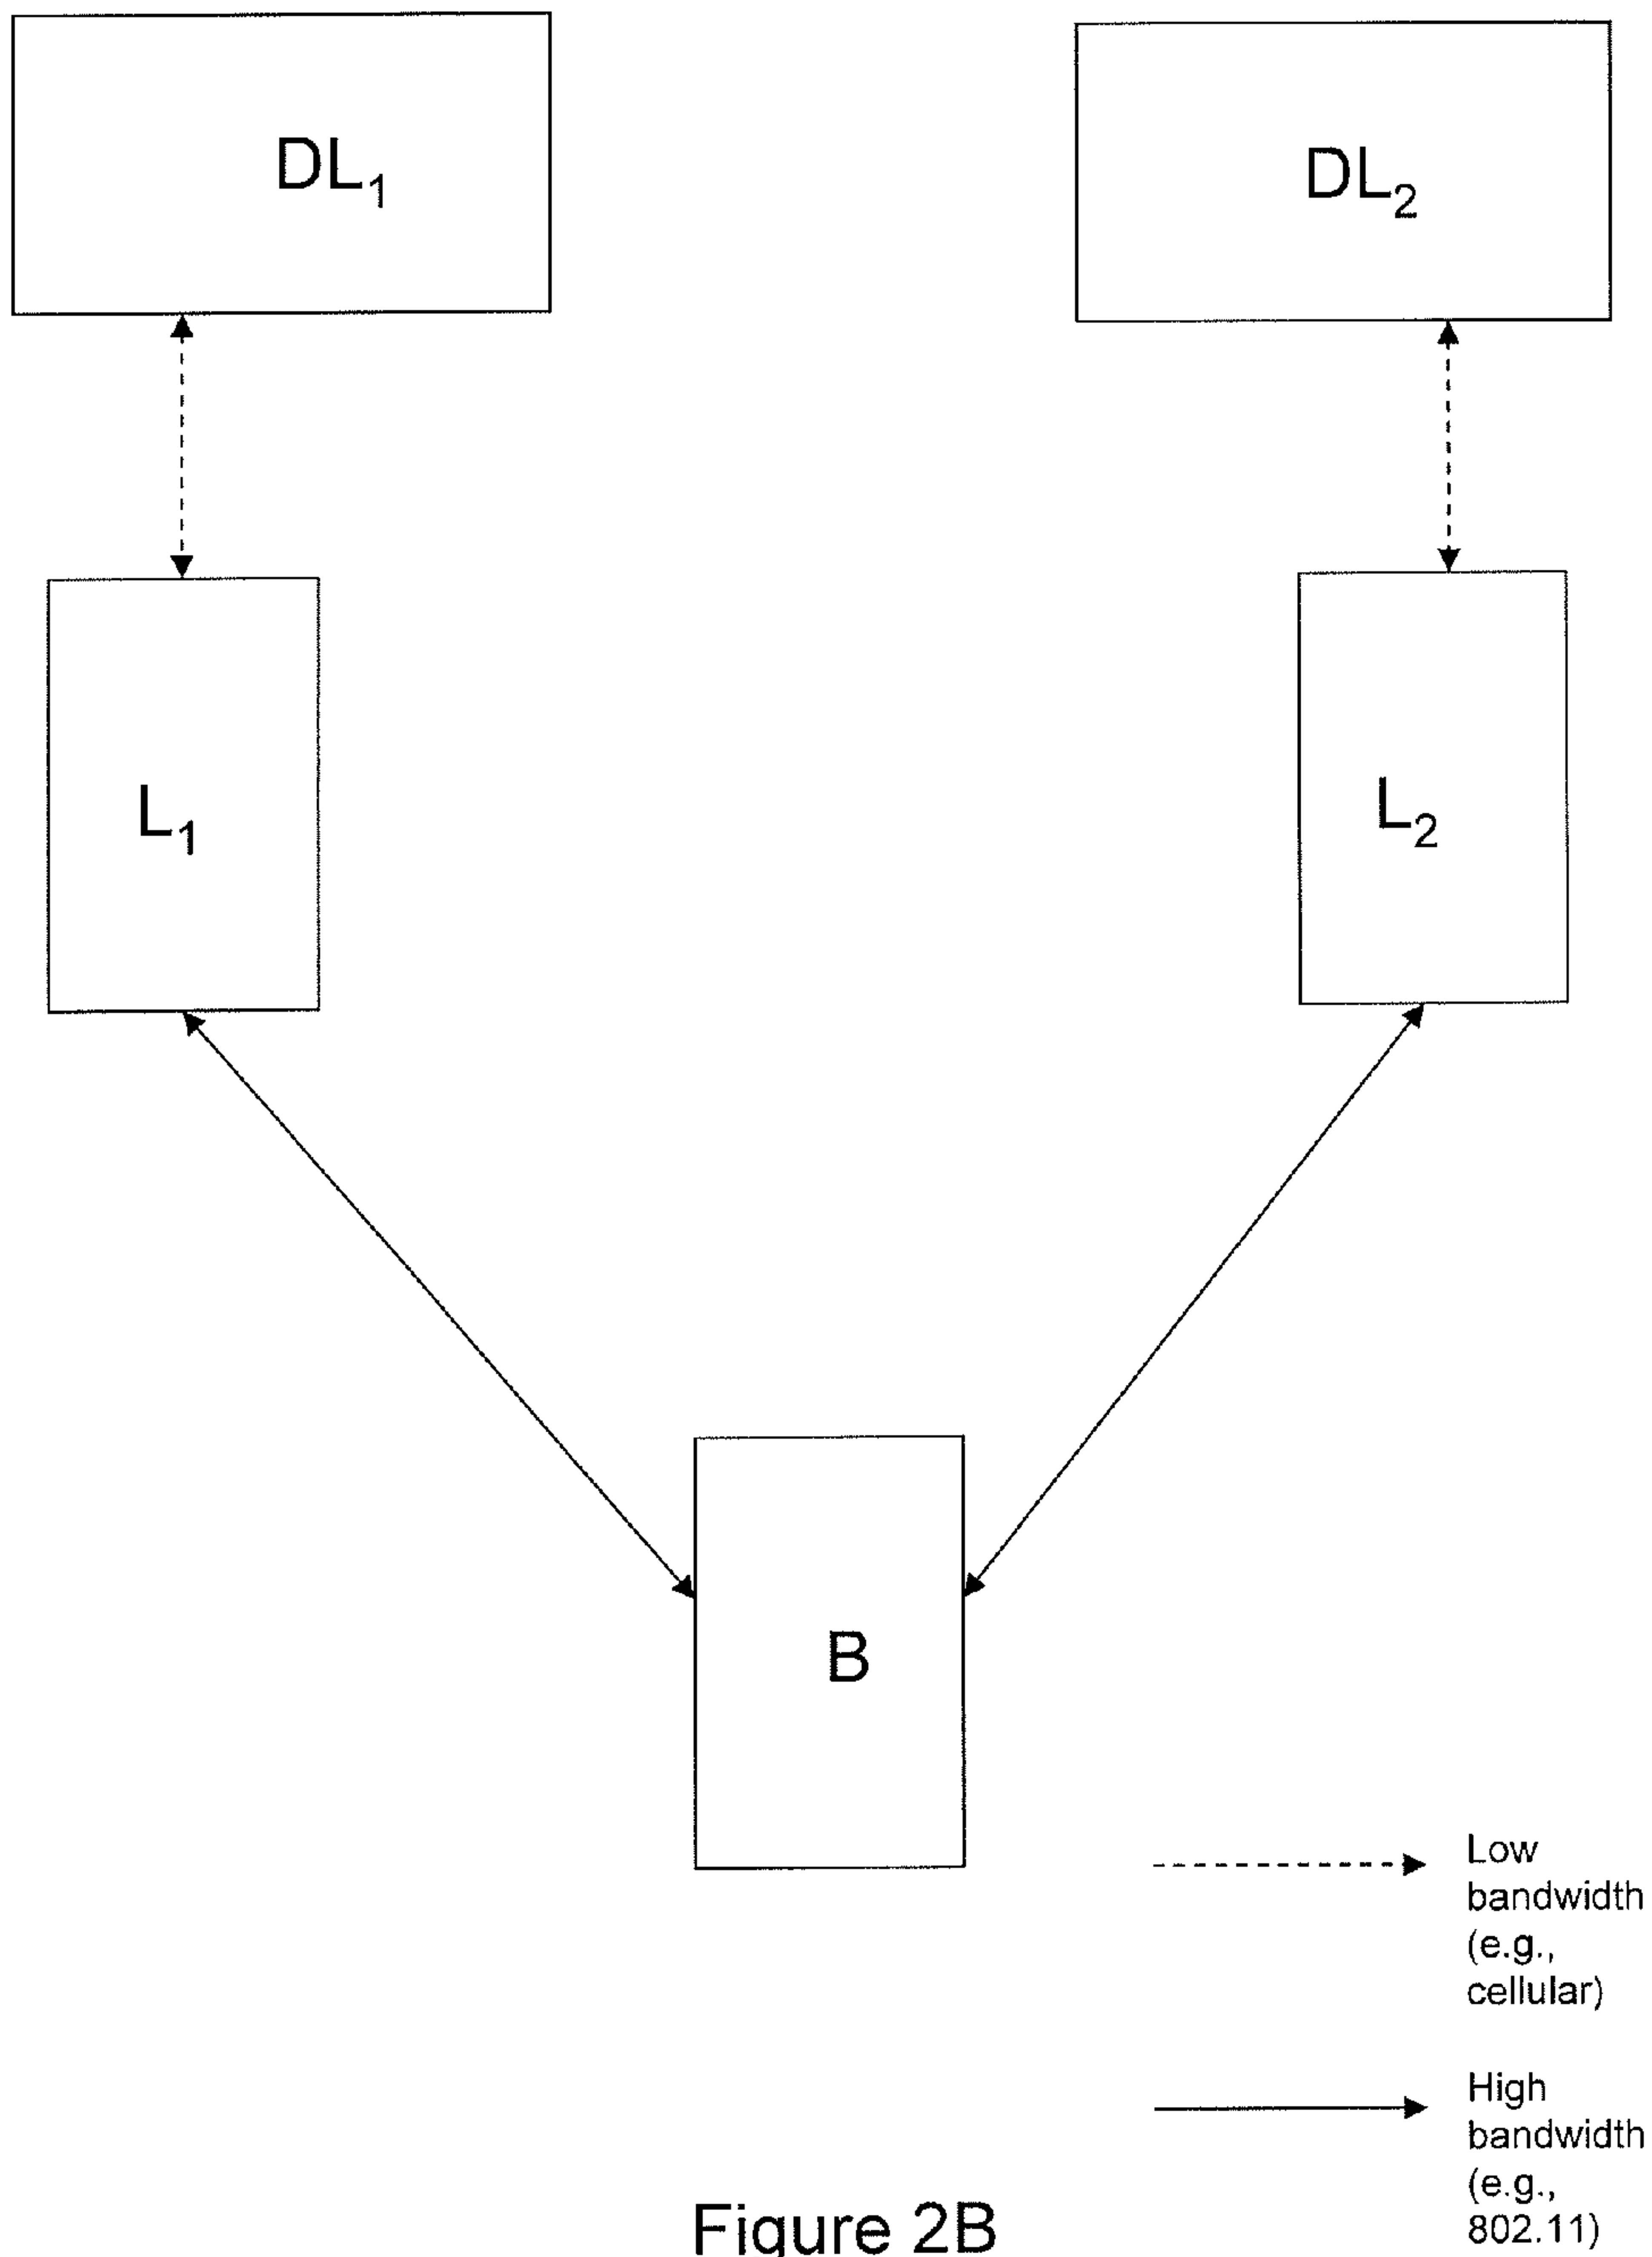 DL₁
DL₂
L₁
L₂
B
Low
bandwidth
(e.g.,
cellular)
High
bandwidth
(e.g.,
802.11)
Figure 2B